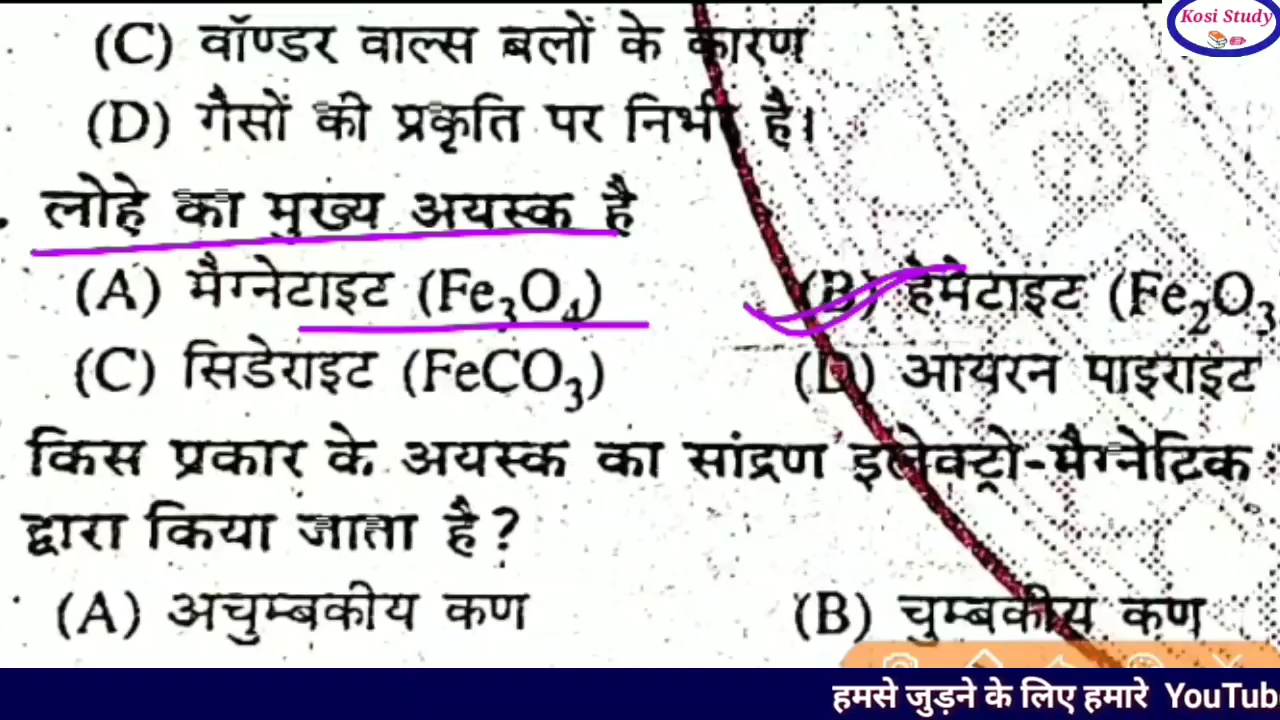 Kosi Study
(C) वॉण्डर वाल्स बलों के कारण
(D) गैसों की प्रकृति पर निर्भर है।
लोहे का मुख्य अयस्क है
(A) मैग्नेटाइट (Fe₃O₄) (B) हैमेटाइट (Fe₂O₃
(C) सिडेराइट (FeCO₃) (D) आयरन पाइराइट
किस प्रकार के अयस्क का सांद्रण इलेक्ट्रो-मैग्नेटिक
द्वारा किया जाता है?
(A) अचुम्बकीय कण (B) चुम्बकीय कण
हमसे जुड़ने के लिए हमारे YouTub